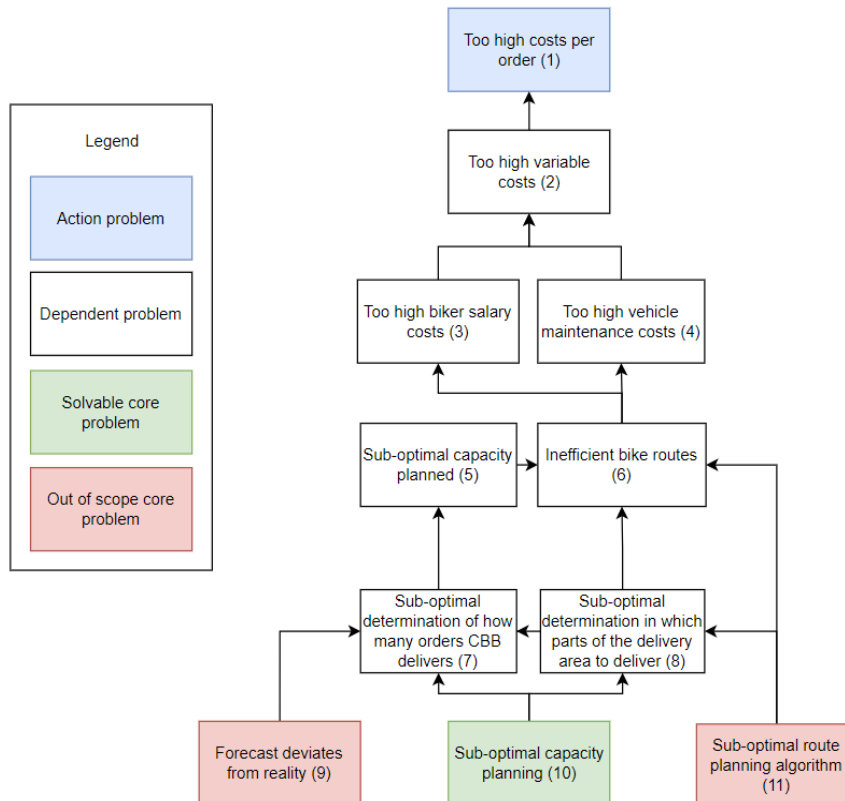 Too high costs per
order (1)
Legend
Too high variable
costs (2)
Action problem
Too high biker salary
costs (3)
Too high vehicle
maintenance costs (4)
Dependent problem
Solvable core
problem
Sub-optimal capacity
planned (5)
Inefficient bike routes
(6)
Out of scope core
problem
Sub-optimal
determination of how
many orders CBB
delivers (7)
Sub-optimal
determination in which
parts of the delivery
area to deliver (8)
Forecast deviates
from reality (9)
Sub-optimal capacity
planning (10)
Sub-optimal route
planning algorithm
(11)